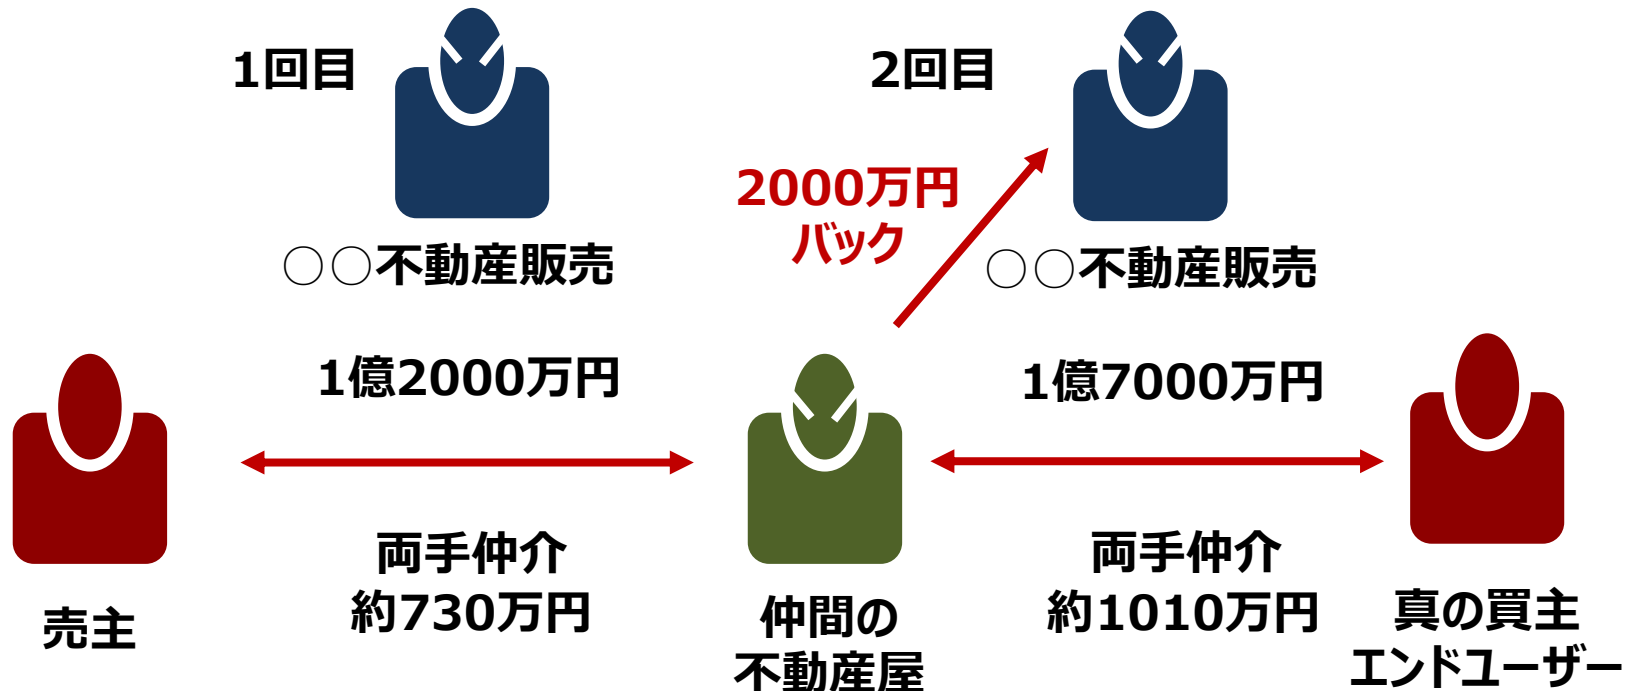 1回目
2回目
2000万円
バック
○○不動産販売
○○不動産販売
1億2000万円
1億7000万円
両手仲介
約730万円
両手仲介
約1010万円
売主
仲間の
不動産屋
真の買主
エンドユーザー